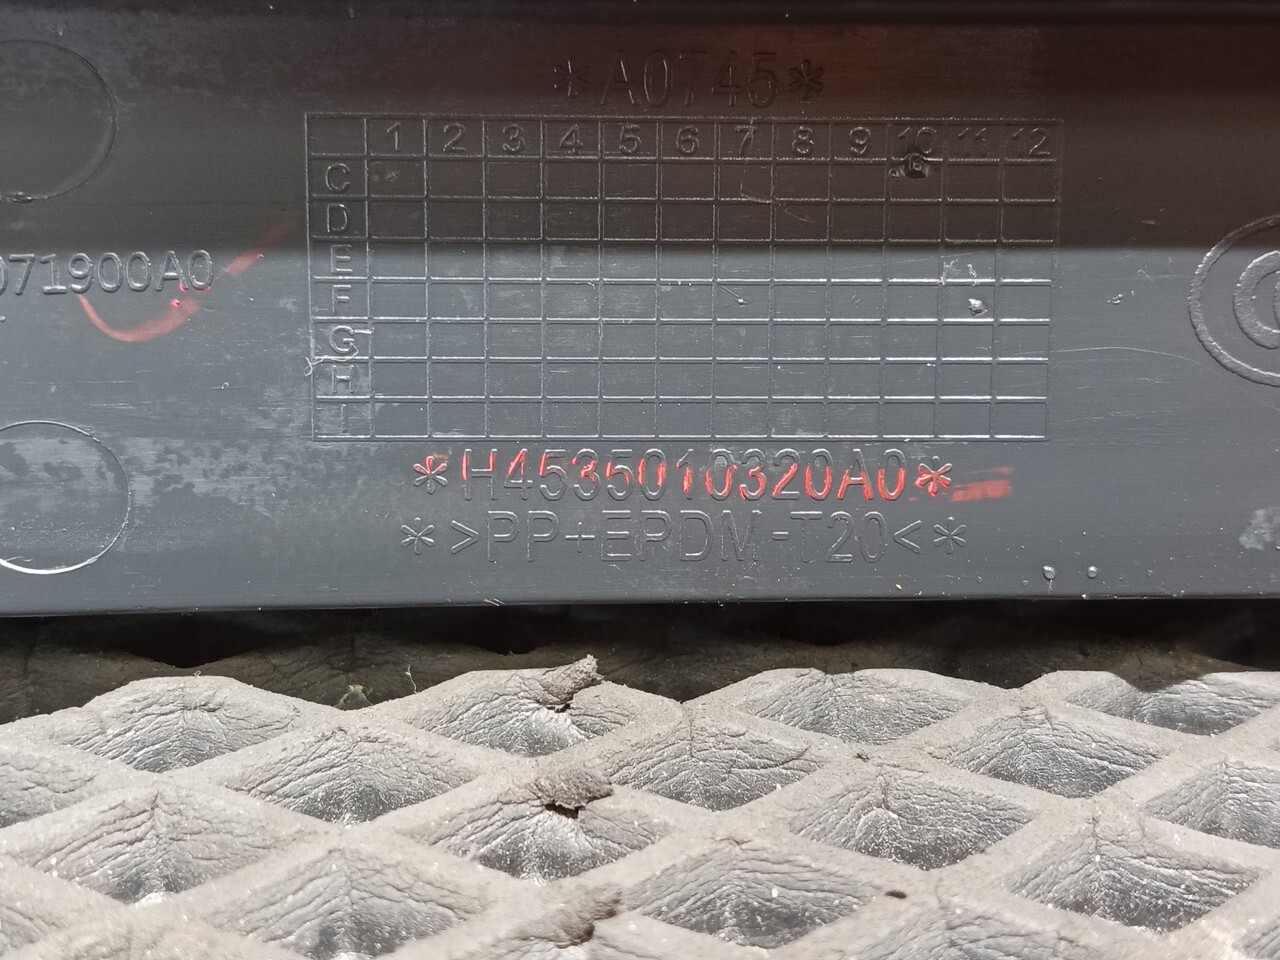 *A0745*
1 2 3 4 5 6 7 8 9 10 11 12
C
D
E
F
G
H
I
071900A0
*H4535010320A0*
*>PP+EPDM-T20<*